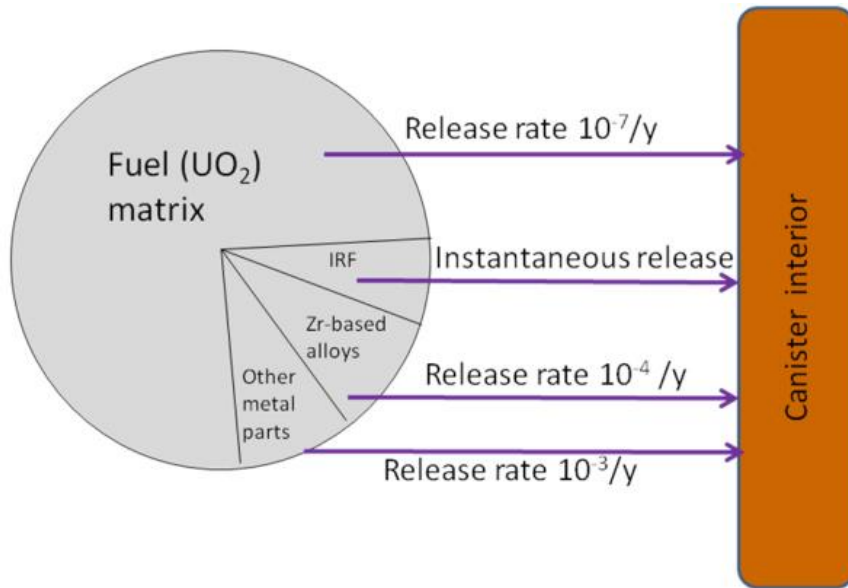 Release rate 10⁻⁷/y
Fuel (UO₂)
matrix
IRF
Instantaneous release
Zr-based
alloys
Release rate 10⁻⁴ /y
Other
metal
parts
Release rate 10⁻³/y
Canister interior